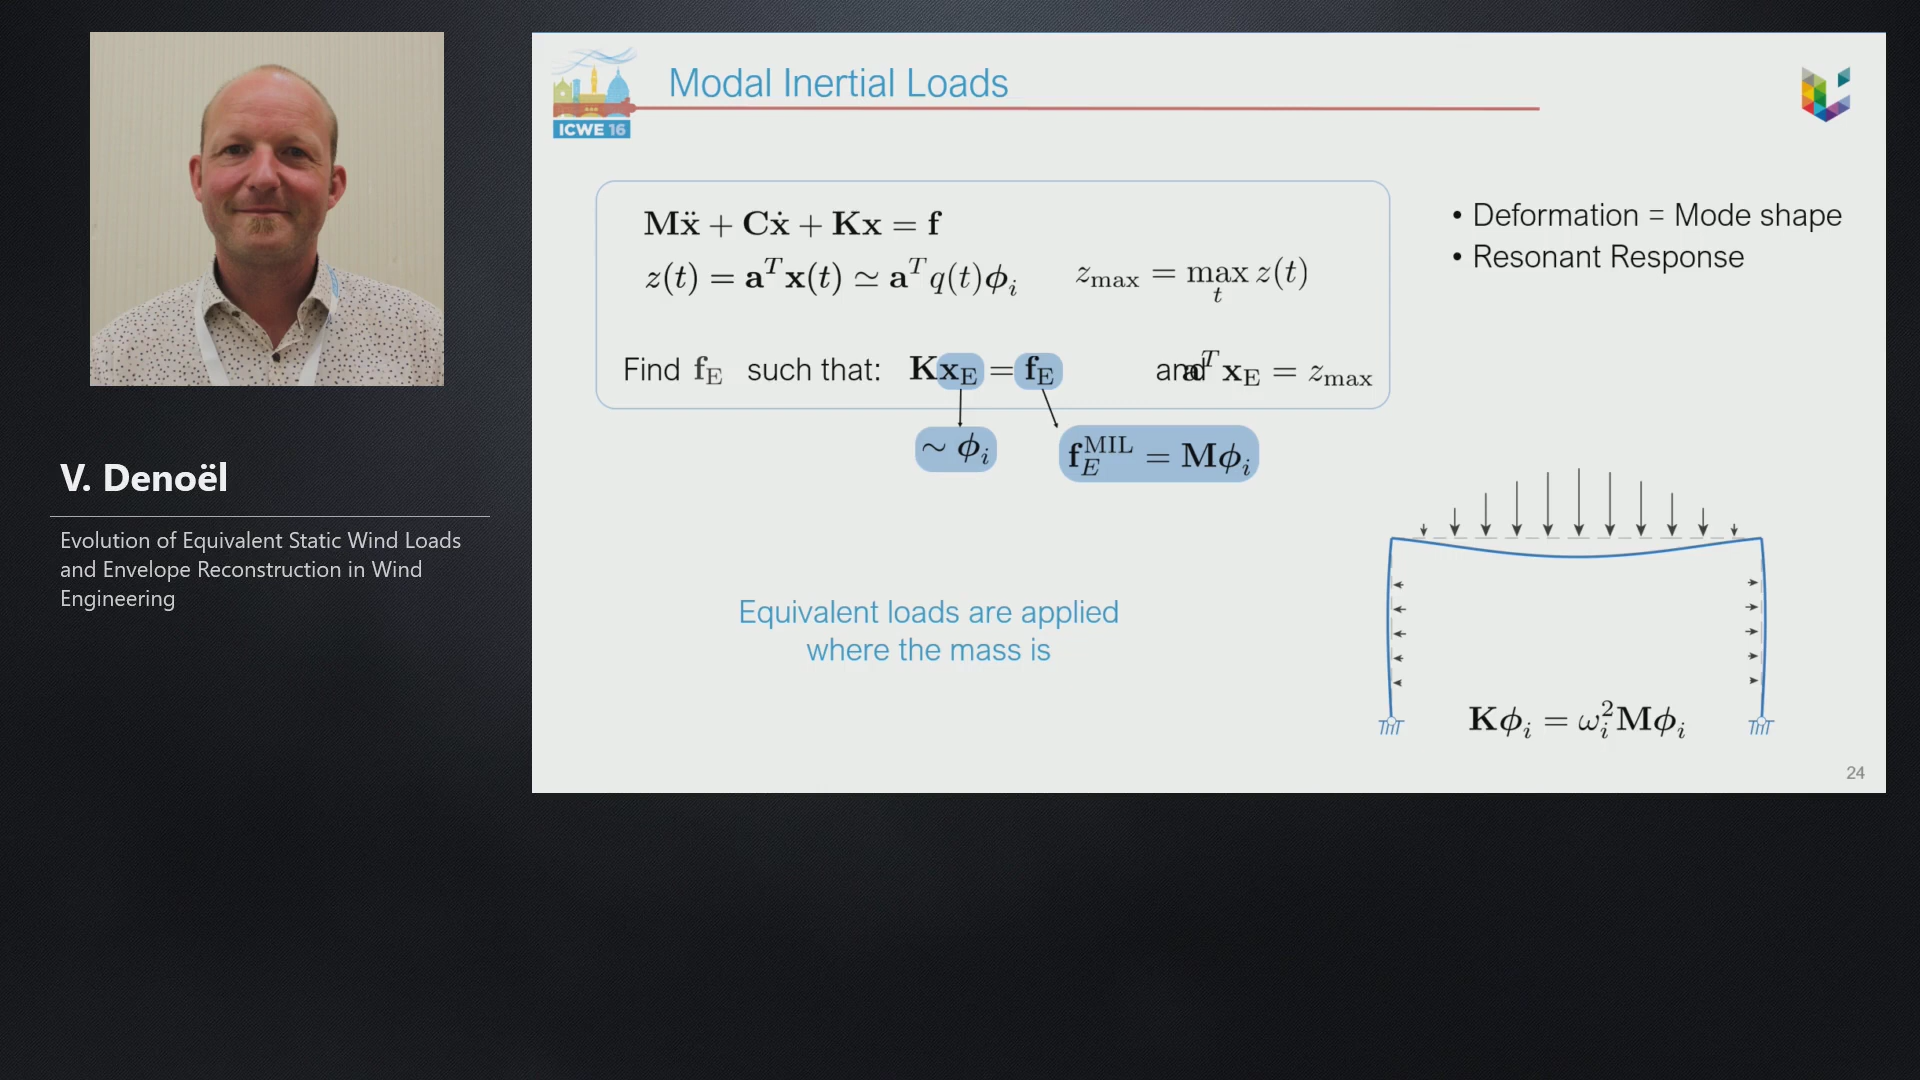 V. Denoël
Evolution of Equivalent Static Wind Loads
and Envelope Reconstruction in Wind
Engineering
ICWE 16
Modal Inertial Loads
𝐌ẍ + 𝐂ẋ + 𝐊𝐱 = 𝐟
z(t) = 𝐚ᵀ𝐱(t) ≃ 𝐚ᵀq(t)ϕᵢ z_max = max_t z(t)
Find 𝐟_E such that: 𝐊𝐱_E = 𝐟_E and 𝐚ᵀ𝐱_E = z_max
∼ ϕᵢ 𝐟_E^MIL = 𝐌ϕᵢ
• Deformation = Mode shape
• Resonant Response
Equivalent loads are applied
where the mass is
𝐊ϕᵢ = ωᵢ²𝐌ϕᵢ
24